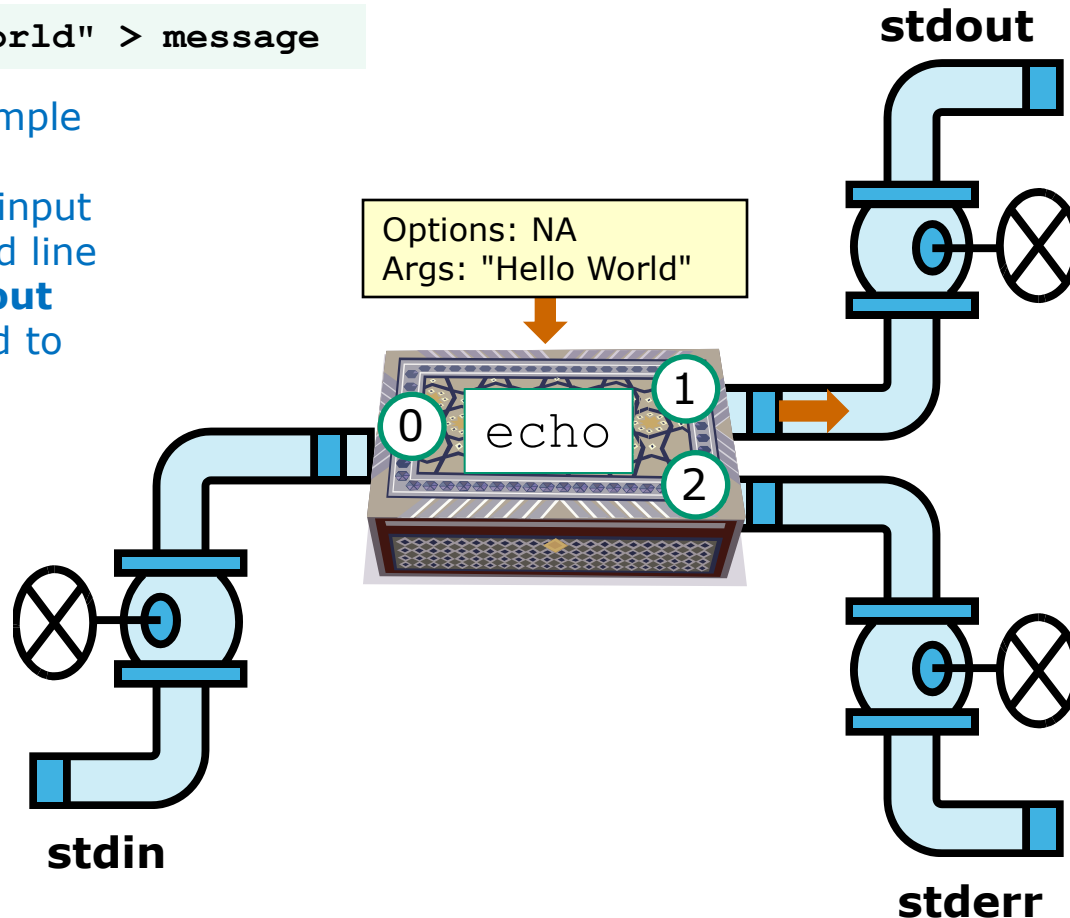 orld" > message
stdout
mple
input
d line
out
d to
Options: NA
Args: "Hello World"
0
echo
1
2
stdin
stderr